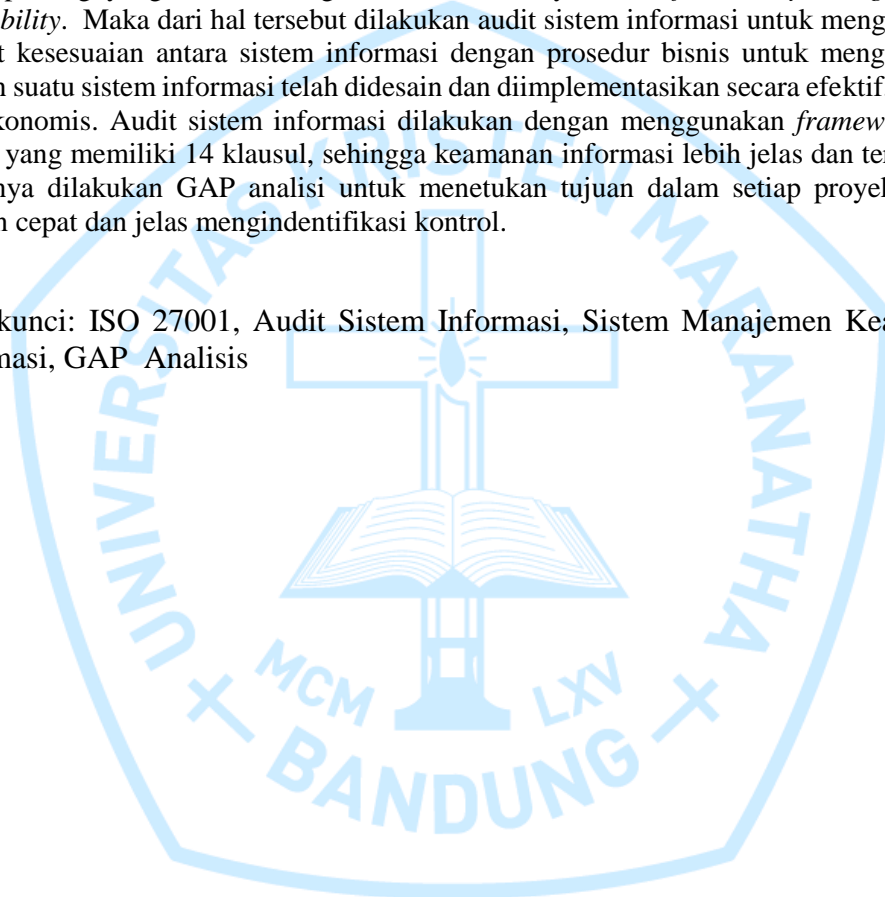 bility. Maka dari hal tersebut dilakukan audit sistem informasi untuk meng
t kesesuaian antara sistem informasi dengan prosedur bisnis untuk meng
n suatu sistem informasi telah didesain dan diimplementasikan secara efektif
konomis. Audit sistem informasi dilakukan dengan menggunakan framew
yang memiliki 14 klausul, sehingga keamanan informasi lebih jelas dan ter
nya dilakukan GAP analisi untuk menetukan tujuan dalam setiap proyek
n cepat dan jelas mengindentifikasi kontrol.
kunci: ISO 27001, Audit Sistem Informasi, Sistem Manajemen Kea
masi, GAP Analisis
UNIVERSITAS KRISTEN MARANATHA
MCM LXV
BANDUNG